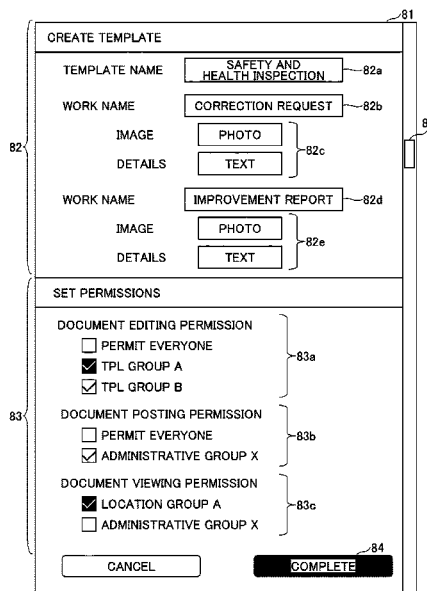 81
CREATE TEMPLATE
TEMPLATE NAME
SAFETY AND
HEALTH INSPECTION
82a
WORK NAME
CORRECTION REQUEST
82b
IMAGE
PHOTO
DETAILS
TEXT
82c
82
8
WORK NAME
IMPROVEMENT REPORT
82d
IMAGE
PHOTO
DETAILS
TEXT
82e
SET PERMISSIONS
DOCUMENT EDITING PERMISSION
PERMIT EVERYONE
TPL GROUP A
TPL GROUP B
83a
83
DOCUMENT POSTING PERMISSION
PERMIT EVERYONE
ADMINISTRATIVE GROUP X
83b
DOCUMENT VIEWING PERMISSION
LOCATION GROUP A
ADMINISTRATIVE GROUP X
83c
84
CANCEL
COMPLETE